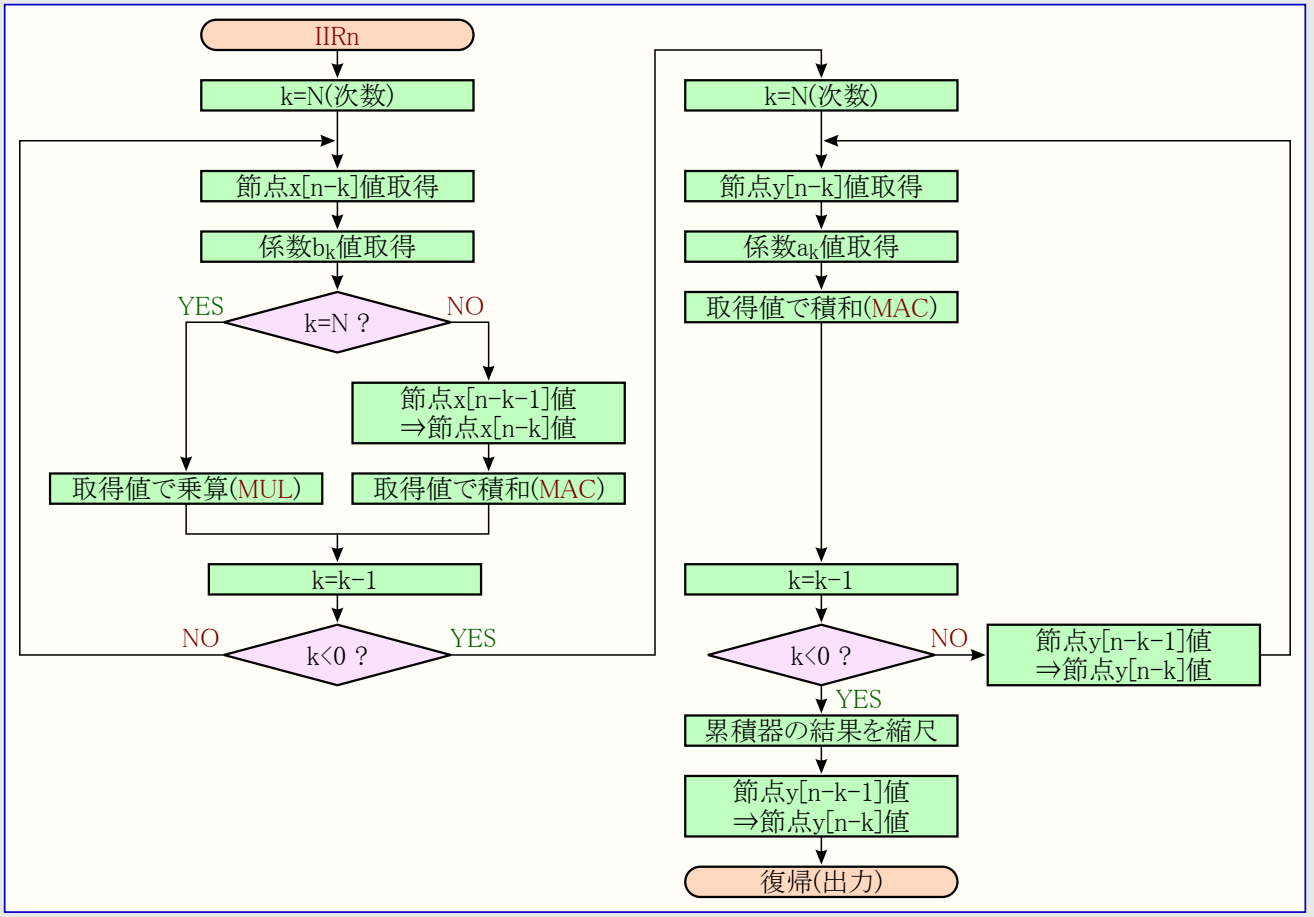 IIRn
k=N(次数)
節点x[n-k]値取得
係数bk値取得
k=N ?
YES
NO
節点x[n-k-1]値
⇒節点x[n-k]値
取得値で乗算(MUL)
取得値で積和(MAC)
k=k-1
k<0 ?
NO
YES
k=N(次数)
節点y[n-k]値取得
係数ak値取得
取得値で積和(MAC)
k=k-1
k<0 ?
NO
節点y[n-k-1]値
⇒節点y[n-k]値
YES
累積器の結果を縮尺
節点y[n-k-1]値
⇒節点y[n-k]値
復帰(出力)